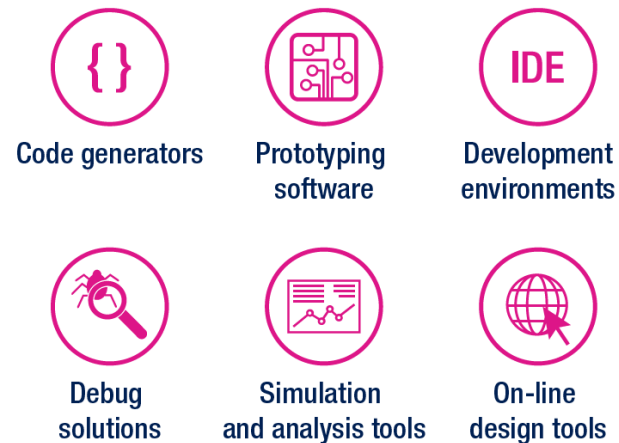 { }
IDE
Code generators
Prototyping
software
Development
environments
Debug
solutions
Simulation
and analysis tools
On-line
design tools